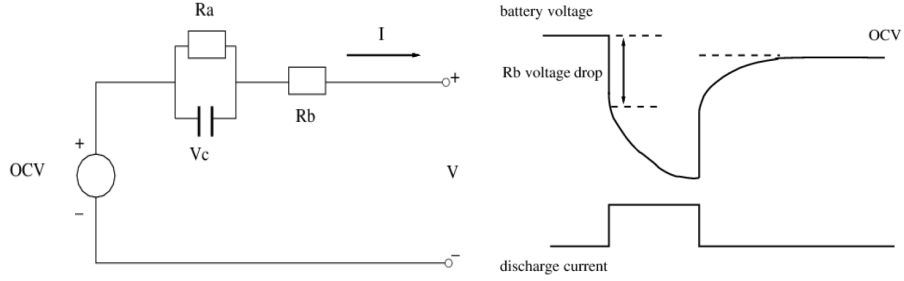 Ra
I
+
Rb
Vc
+
OCV
V
−
−
battery voltage
OCV
Rb voltage drop
discharge current